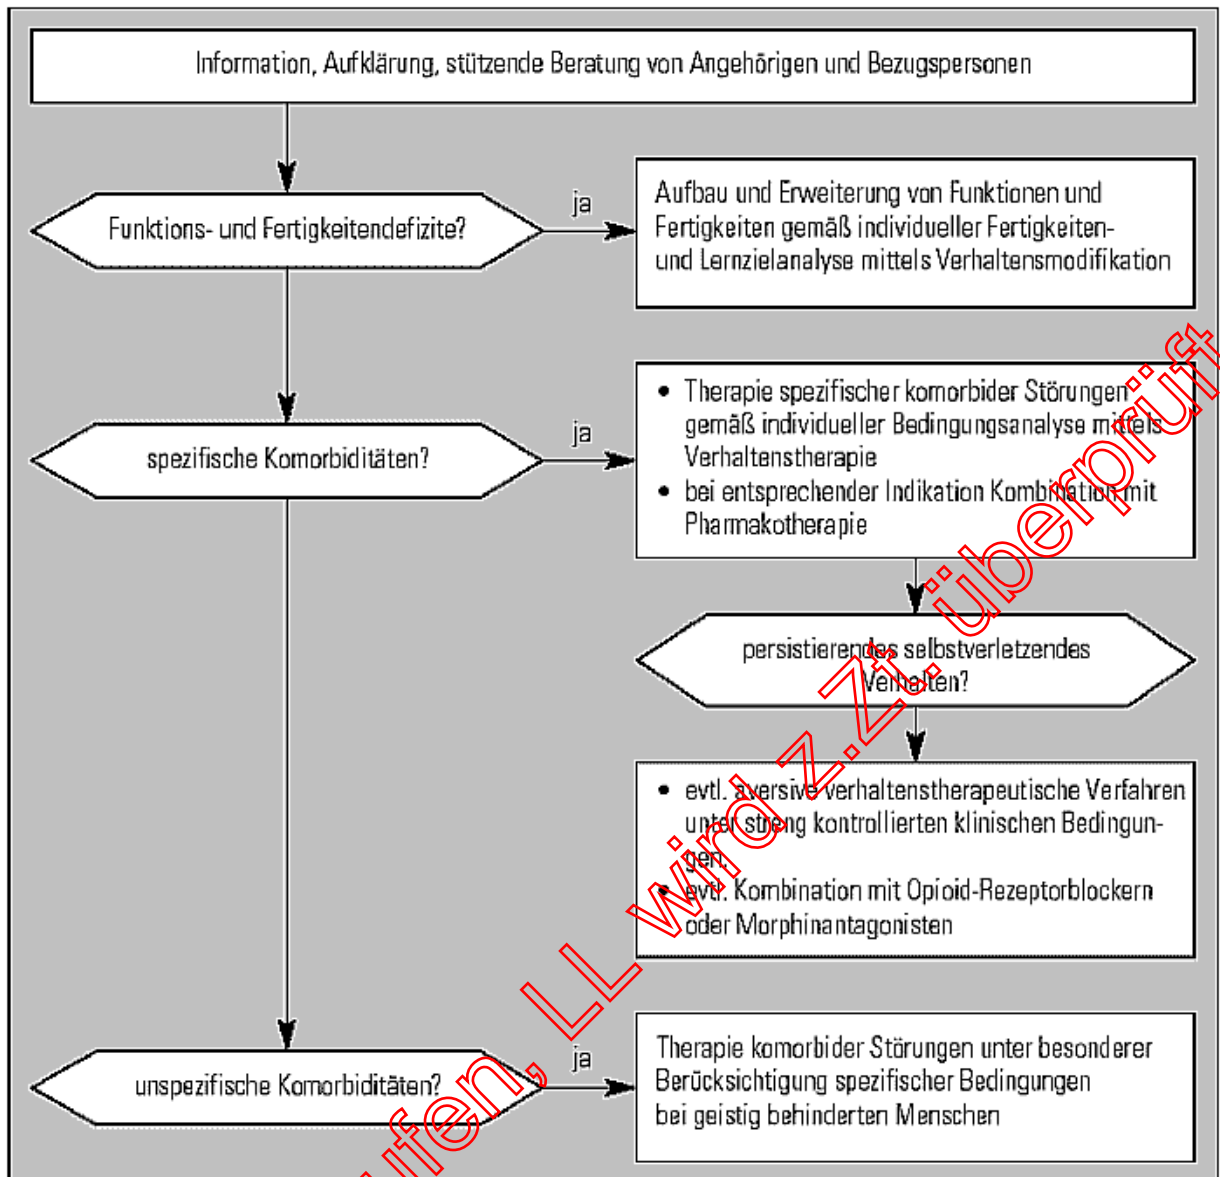 Information, Aufklärung, stützende Beratung von Angehörigen und Bezugspersonen
Funktions- und Fertigkeitendefizite?
ja
Aufbau und Erweiterung von Funktionen und
Fertigkeiten gemäß individueller Fertigkeiten-
und Lernzielanalyse mittels Verhaltensmodifikation
spezifische Komorbiditäten?
ja
• Therapie spezifischer komorbider Störungen
gemäß individueller Bedingungsanalyse mittels
Verhaltenstherapie
• bei entsprechender Indikation Kombination mit
Pharmakotherapie
persistierendes selbstverletzendes
Verhalten?
• evtl. aversive verhaltenstherapeutische Verfahren
unter streng kontrollierten klinischen Bedingun-
gen.
• evtl. Kombination mit Opioid-Rezeptorblockern
oder Morphinantagonisten
unspezifische Komorbiditäten?
ja
Therapie komorbider Störungen unter besonderer
Berücksichtigung spezifischer Bedingungen
bei geistig behinderten Menschen
LL wird z.Zt. überprüft